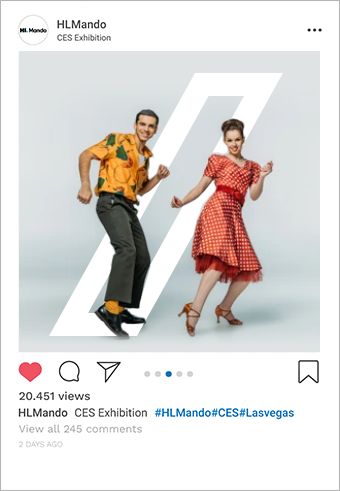 HL Mando
HLMando
CES Exhibition
20.451 views
HLMando CES Exhibition #HLMando#CES#Lasvegas
View all 245 comments
2 DAYS AGO